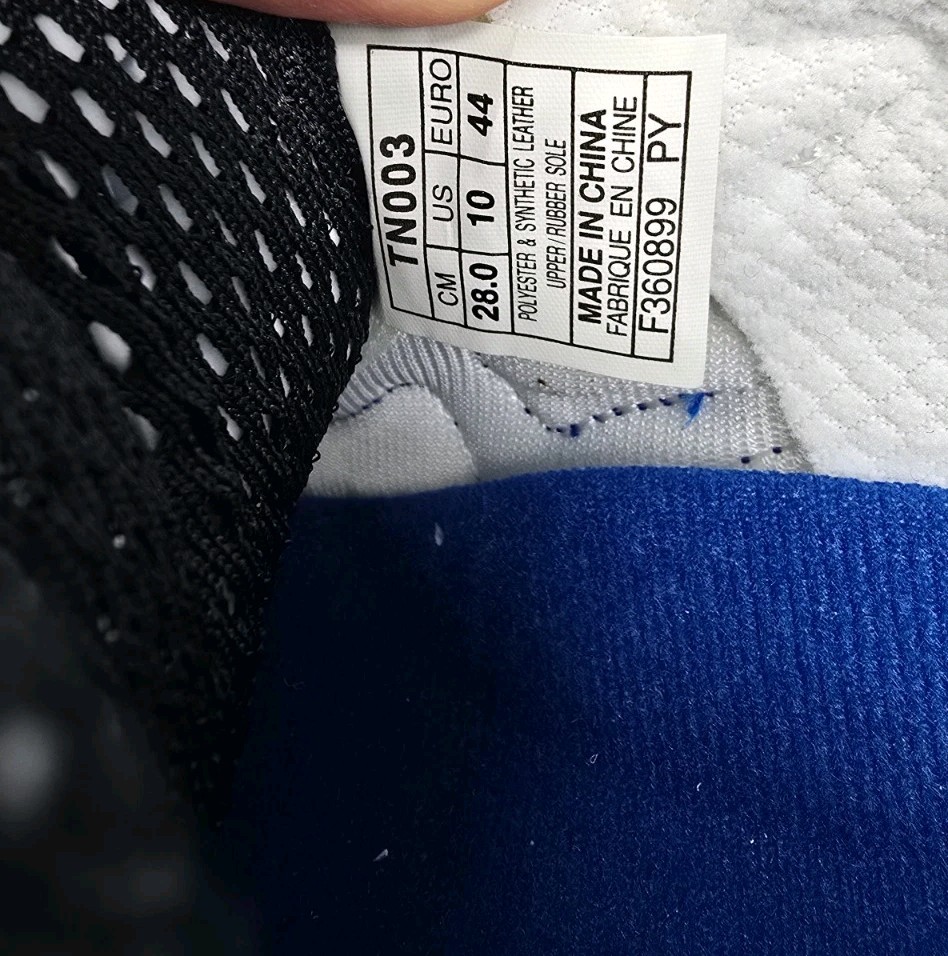 TN003
CM US EURO
28.0 10 44
POLYESTER & SYNTHETIC LEATHER
UPPER/RUBBER SOLE
MADE IN CHINA
FABRIQUE EN CHINE
F360899 PY